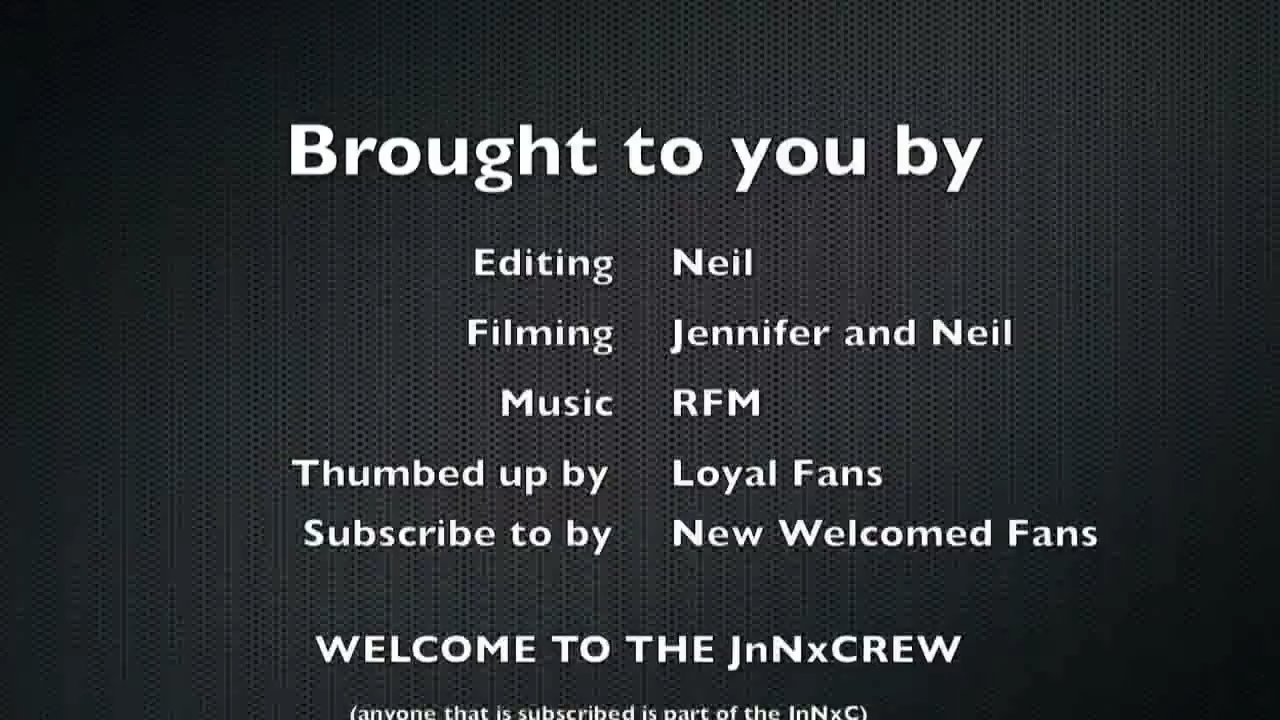 Brought to you by
Editing Neil
Filming Jennifer and Neil
Music RFM
Thumbed up by Loyal Fans
Subscribe to by New Welcomed Fans
WELCOME TO THE JnNxCREW
(anyone that is subscribed is part of the JnNxC)